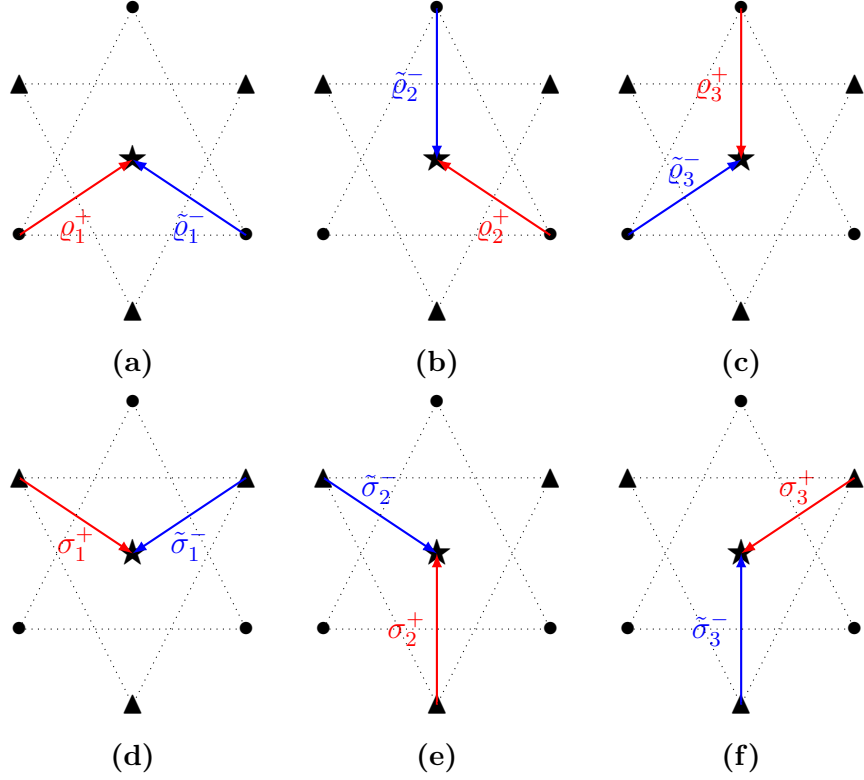 ϱ̃₂⁻ ϱ₃⁺
ϱ̃₃⁻
ϱ₁⁺ ϱ̃₁⁻ ϱ₂⁺
(a) (b) (c)
σ̃₂⁻ σ₃⁺
σ₁⁺ σ̃₁⁻
σ₂⁺ σ̃₃⁻
(d) (e) (f)